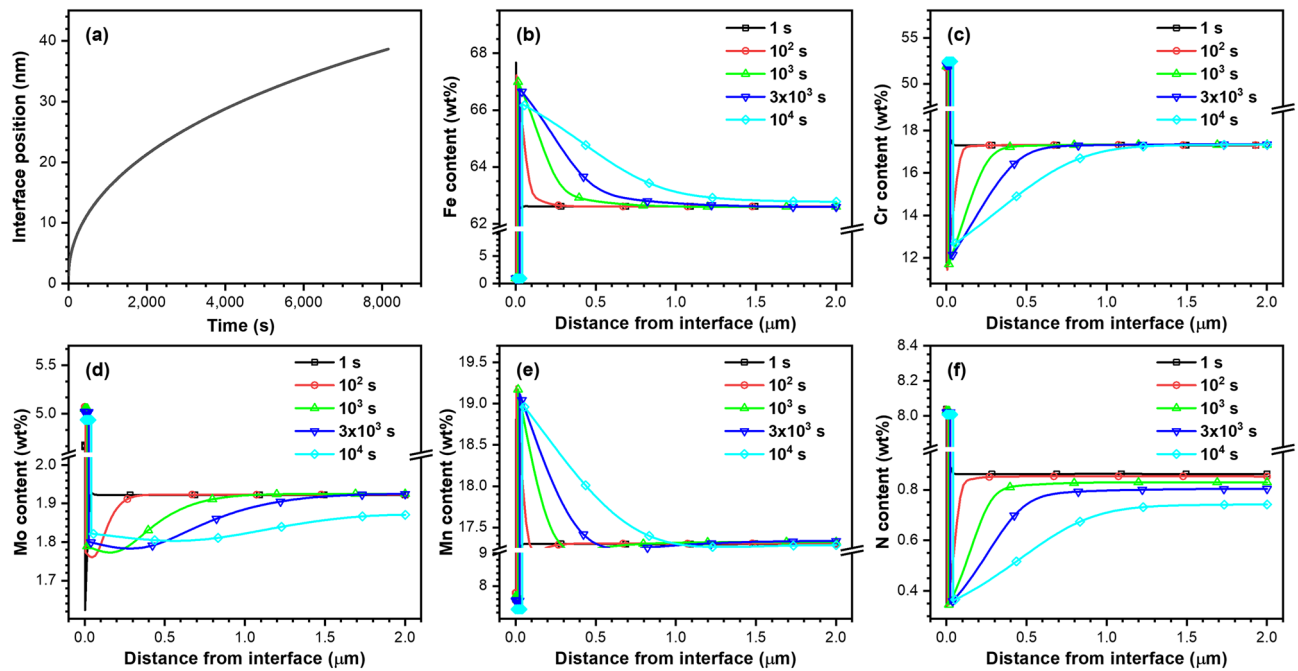 (a)
Interface position (nm)
40
30
20
10
0
0
2,000
4,000
6,000
8,000
Time (s)
(b)
1 s
10² s
10³ s
3x10³ s
10⁴ s
Fe content (wt%)
68
66
64
62
5
0
0.0
0.5
1.0
1.5
2.0
Distance from interface (μm)
(c)
1 s
10² s
10³ s
3x10³ s
10⁴ s
Cr content (wt%)
55
50
18
16
14
12
0.0
0.5
1.0
1.5
2.0
Distance from interface (μm)
(d)
1 s
10² s
10³ s
3x10³ s
10⁴ s
Mo content (wt%)
5.5
5.0
2.0
1.9
1.8
1.7
0.0
0.5
1.0
1.5
2.0
Distance from interface (μm)
(e)
1 s
10² s
10³ s
3x10³ s
10⁴ s
Mn content (wt%)
19.5
19.0
18.5
18.0
17.5
9
8
0.0
0.5
1.0
1.5
2.0
Distance from interface (μm)
(f)
1 s
10² s
10³ s
3x10³ s
10⁴ s
N content (wt%)
8.4
8.2
8.0
0.8
0.6
0.4
0.0
0.5
1.0
1.5
2.0
Distance from interface (μm)